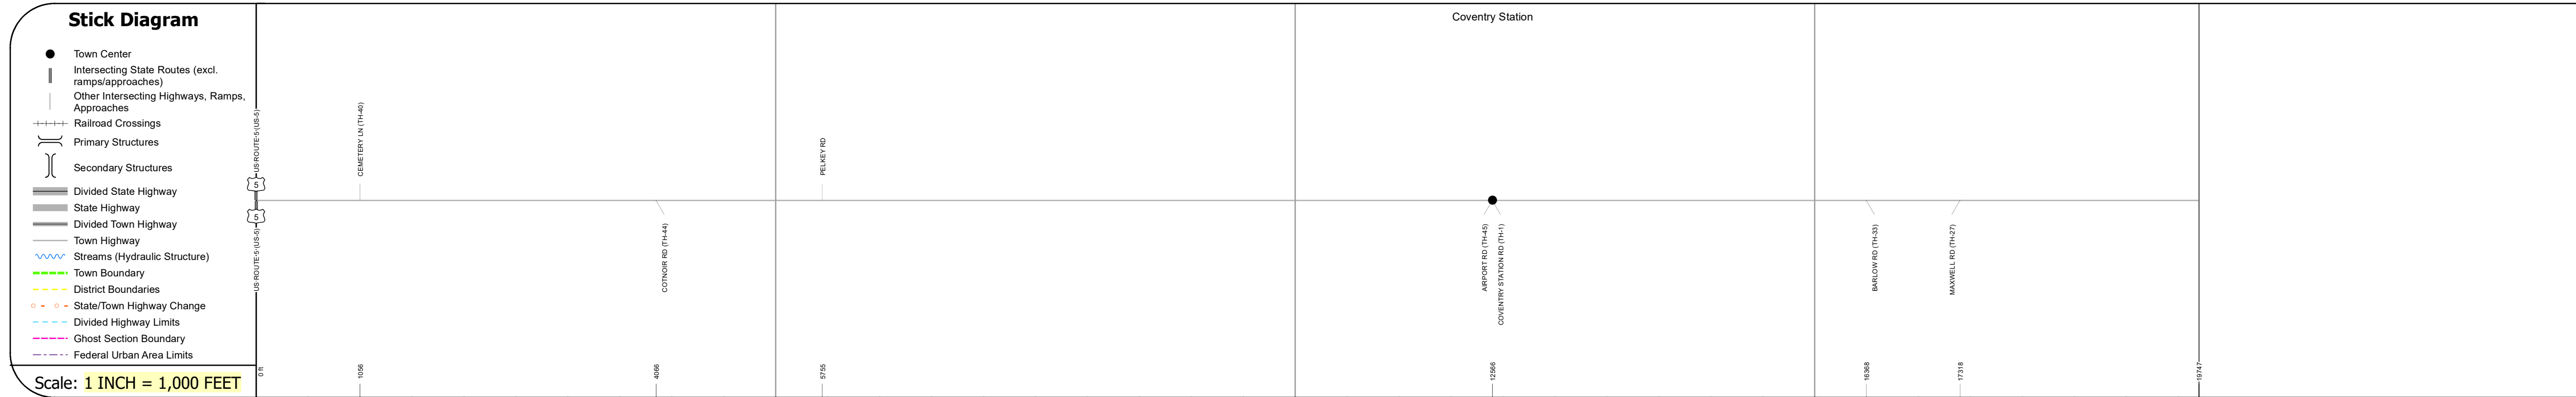 Stick Diagram
Town Center
Intersecting State Routes (excl.
ramps/approaches)
Other Intersecting Highways, Ramps,
Approaches
Railroad Crossings
Primary Structures
Secondary Structures
Divided State Highway
State Highway
Divided Town Highway
Town Highway
Streams (Hydraulic Structure)
Town Boundary
District Boundaries
State/Town Highway Change
Divided Highway Limits
Ghost Section Boundary
Federal Urban Area Limits
Scale: 1 INCH = 1,000 FEET
Coventry Station
US-ROUTE-5-(US-5)
5
5
US-ROUTE-5-(US-5)
CEMETERY LN (TH-40)
COTNOIR RD (TH-44)
PELKEY RD
AIRPORT RD (TH-45)
COVENTRY STATION RD (TH-1)
BARLOW RD (TH-33)
MAXWELL RD (TH-27)
0 ft
1056
4066
5755
12566
16368
17318
19747